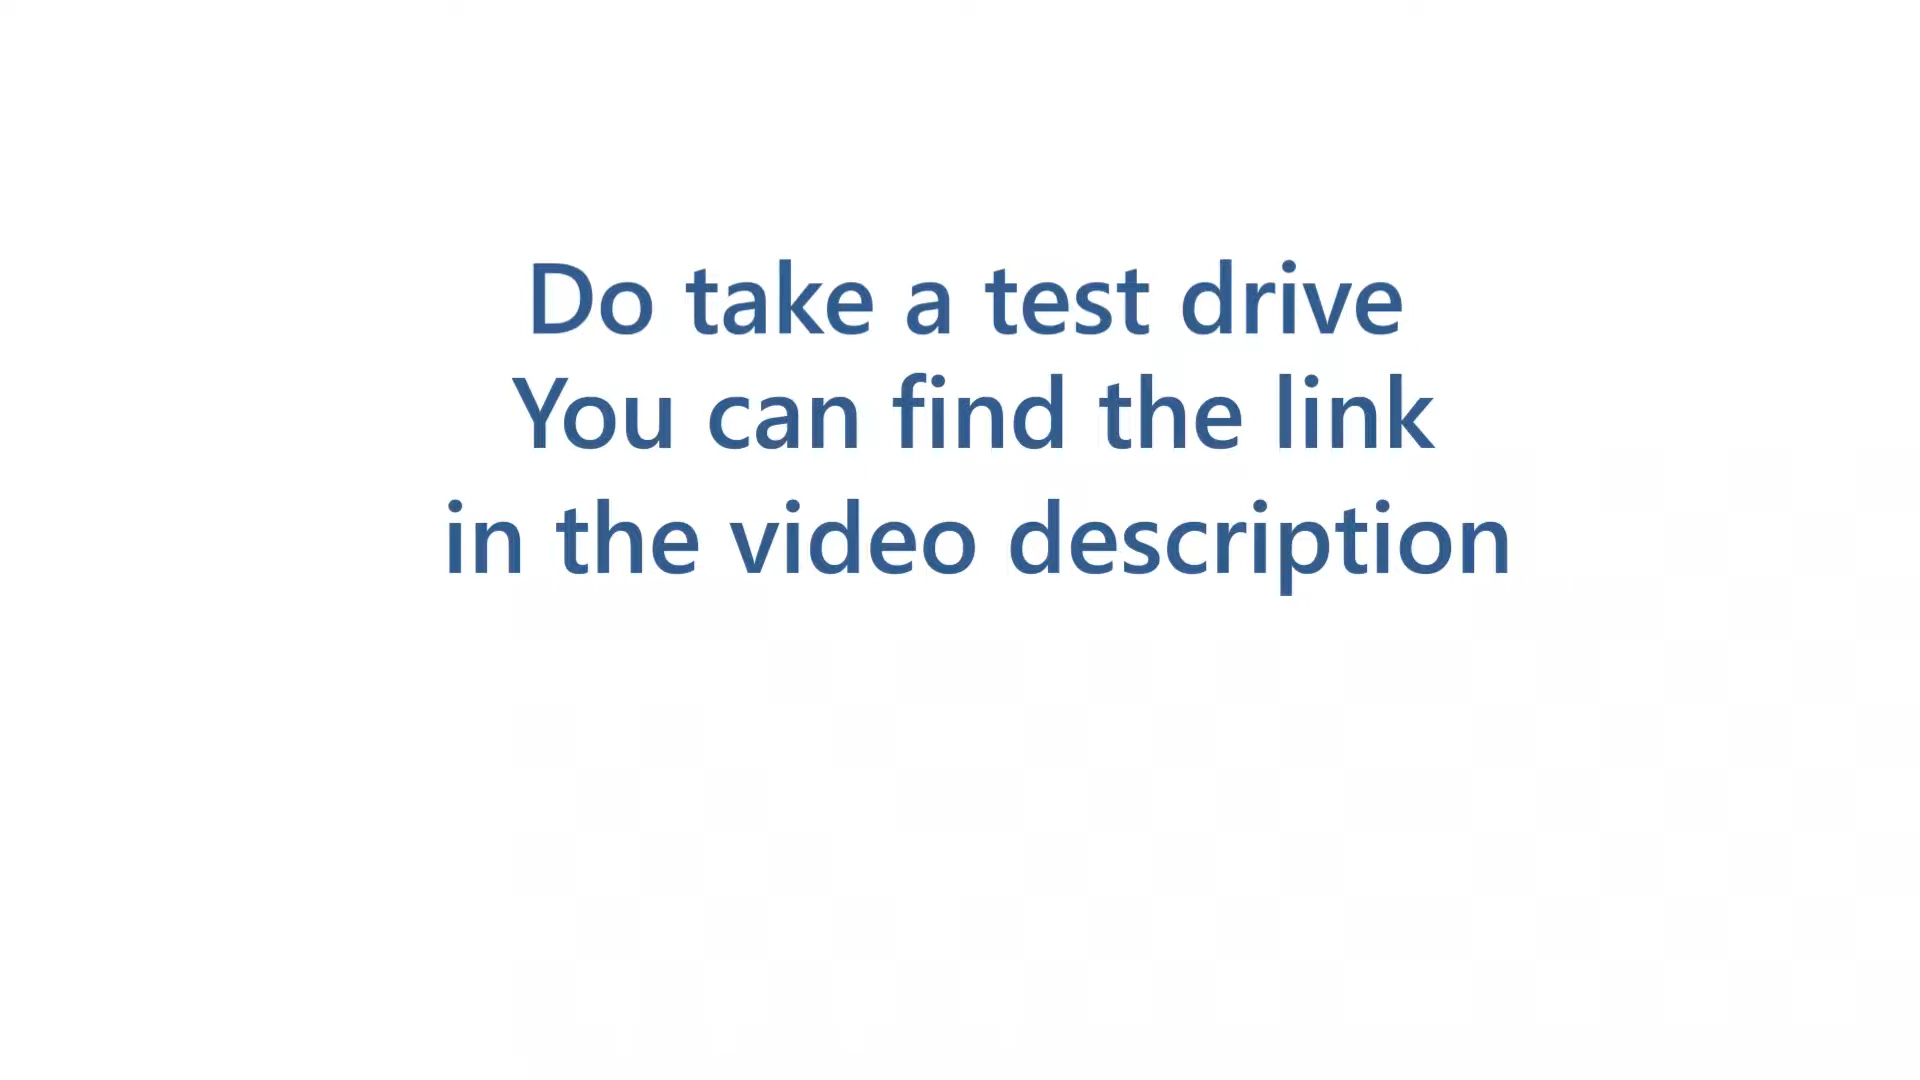 Do take a test drive
You can find the link
in the video description